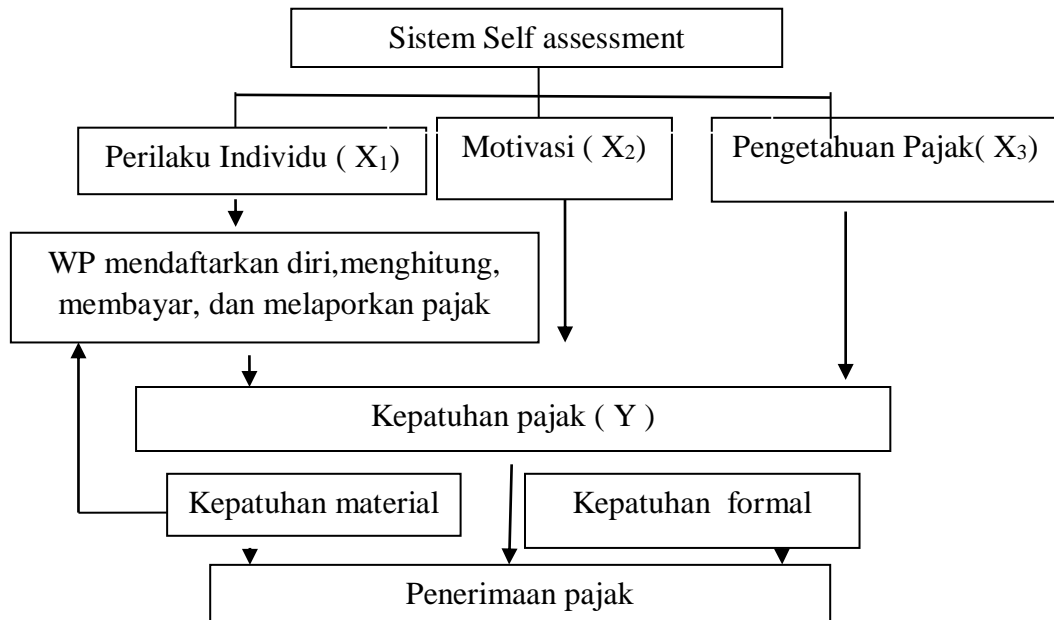 Sistem Self assessment
Perilaku Individu ( X₁)
Motivasi ( X₂)
Pengetahuan Pajak( X₃)
WP mendaftarkan diri,menghitung,
membayar, dan melaporkan pajak
Kepatuhan pajak ( Y )
Kepatuhan material
Kepatuhan formal
Penerimaan pajak